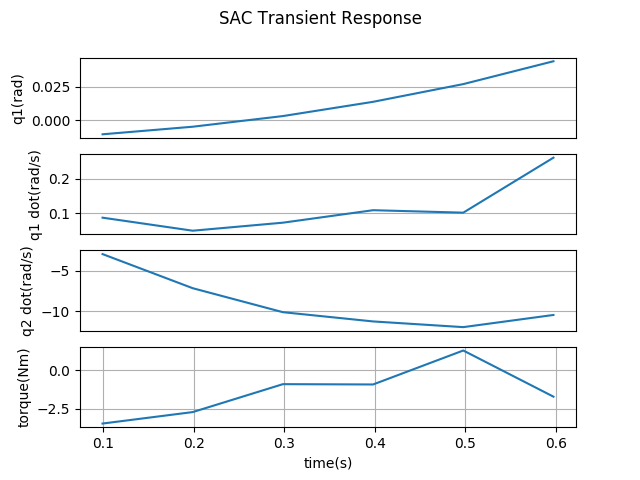 SAC Transient Response
q1(rad)
0.025
0.000
q1 dot(rad/s)
0.2
0.1
q2 dot(rad/s)
−5
−10
torque(Nm)
0.0
−2.5
0.1 0.2 0.3 0.4 0.5 0.6
time(s)